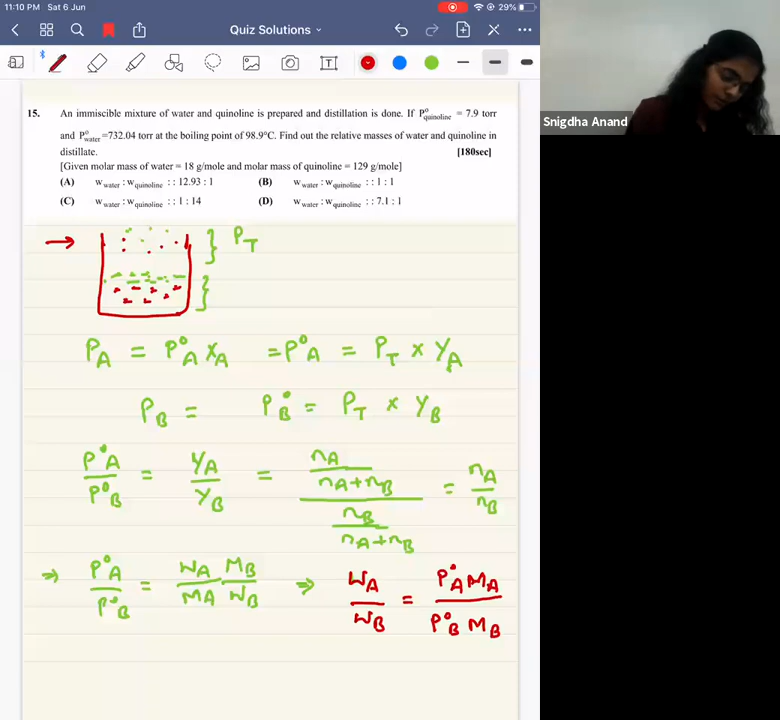 11:10 PM Sat 6 Jun 29%
Quiz Solutions
Snigdha Anand
15. An immiscible mixture of water and quinoline is prepared and distillation is done. If P°quinoline = 7.9 torr
and P°water =732.04 torr at the boiling point of 98.9°C. Find out the relative masses of water and quinoline in
distillate. [180sec]
[Given molar mass of water = 18 g/mole and molar mass of quinoline = 129 g/mole]
(A) wwater : wquinoline : : 12.93 : 1 (B) wwater : wquinoline : : 1 : 1
(C) wwater : wquinoline : : 1 : 14 (D) wwater : wquinoline : : 7.1 : 1
→ } PT
}
PA = P°A XA = P°A = PT × YA
PB = P°B = PT × YB
P°A/P°B = YA/YB = (nA/(nA+nB))/(nB/(nA+nB)) = nA/nB
⇒ P°A/P°B = WA/MA MB/WB ⇒ WA/WB = P°A MA/P°B MB